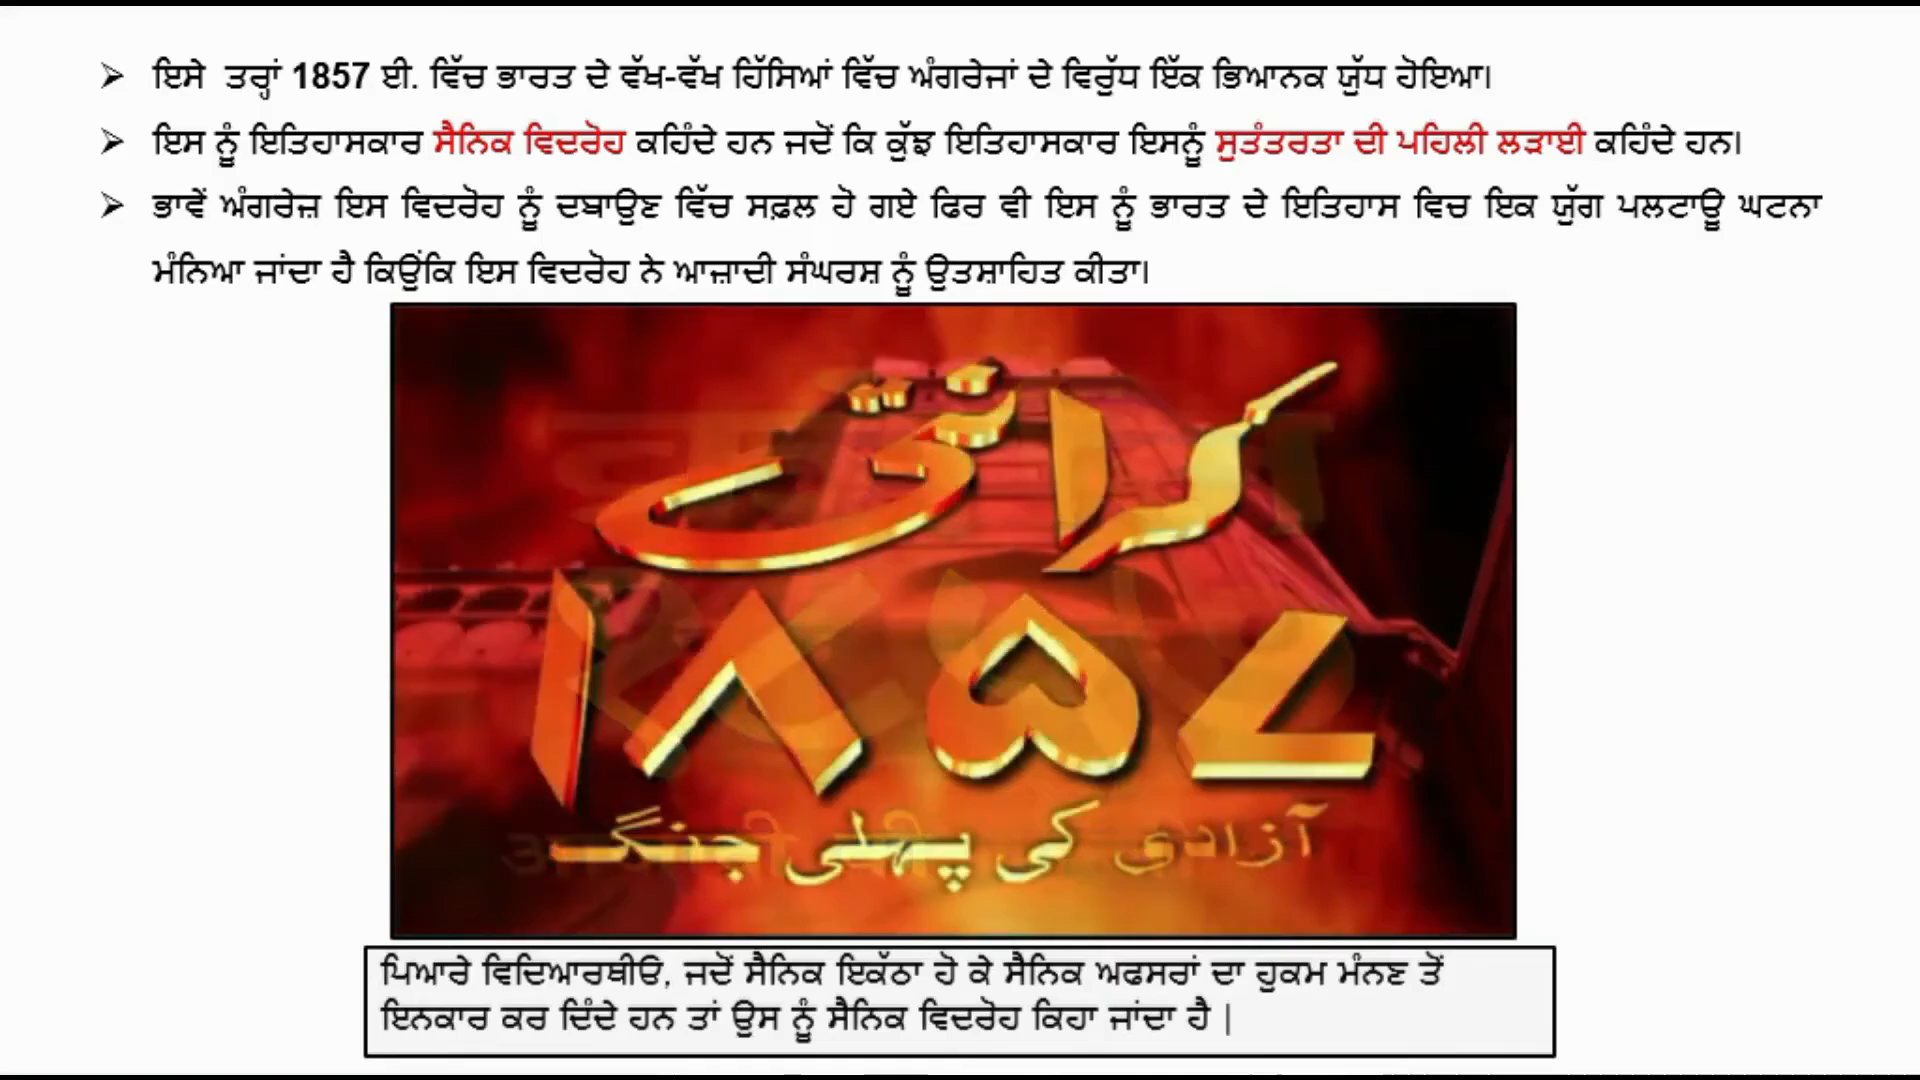 ➢ ਇਸੇ ਤਰ੍ਹਾਂ 1857 ਈ. ਵਿੱਚ ਭਾਰਤ ਦੇ ਵੱਖ-ਵੱਖ ਹਿੱਸਿਆਂ ਵਿੱਚ ਅੰਗਰੇਜਾਂ ਦੇ ਵਿਰੁੱਧ ਇੱਕ ਭਿਆਨਕ ਯੁੱਧ ਹੋਇਆ।
➢ ਇਸ ਨੂੰ ਇਤਿਹਾਸਕਾਰ ਸੈਨਿਕ ਵਿਦਰੋਹ ਕਹਿੰਦੇ ਹਨ ਜਦੋਂ ਕਿ ਕੁੱਝ ਇਤਿਹਾਸਕਾਰ ਇਸਨੂੰ ਸੁਤੰਤਰਤਾ ਦੀ ਪਹਿਲੀ ਲੜਾਈ ਕਹਿੰਦੇ ਹਨ।
➢ ਭਾਵੇਂ ਅੰਗਰੇਜ਼ ਇਸ ਵਿਦਰੋਹ ਨੂੰ ਦਬਾਉਣ ਵਿੱਚ ਸਫ਼ਲ ਹੋ ਗਏ ਫਿਰ ਵੀ ਇਸ ਨੂੰ ਭਾਰਤ ਦੇ ਇਤਿਹਾਸ ਵਿਚ ਇਕ ਯੁੱਗ ਪਲਟਾਊ ਘਟਨਾ
ਮੰਨਿਆ ਜਾਂਦਾ ਹੈ ਕਿਉਂਕਿ ਇਸ ਵਿਦਰੋਹ ਨੇ ਆਜ਼ਾਦੀ ਸੰਘਰਸ਼ ਨੂੰ ਉਤਸ਼ਾਹਿਤ ਕੀਤਾ।
کرانتی
۱۸۵۷
آزادی کی پہلی جنگ
ਪਿਆਰੇ ਵਿਦਿਆਰਥੀਓ, ਜਦੋਂ ਸੈਨਿਕ ਇਕੱਠਾ ਹੋ ਕੇ ਸੈਨਿਕ ਅਫਸਰਾਂ ਦਾ ਹੁਕਮ ਮੰਨਣ ਤੋਂ
ਇਨਕਾਰ ਕਰ ਦਿੰਦੇ ਹਨ ਤਾਂ ਉਸ ਨੂੰ ਸੈਨਿਕ ਵਿਦਰੋਹ ਕਿਹਾ ਜਾਂਦਾ ਹੈ |